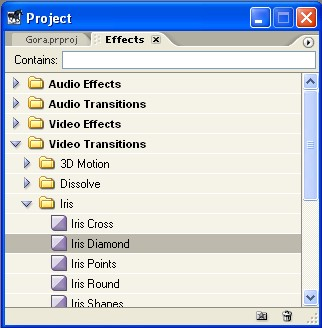 Project
Gora.prproj Effects
Contains:
Audio Effects
Audio Transitions
Video Effects
Video Transitions
3D Motion
Dissolve
Iris
Iris Cross
Iris Diamond
Iris Points
Iris Round
Iris Shapes